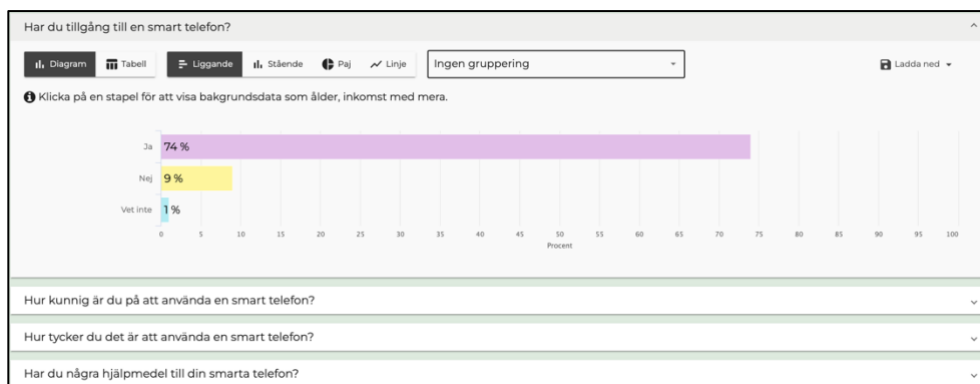 Har du tillgång till en smart telefon?
Diagram Tabell Liggande Stående Paj Linje Ingen gruppering Ladda ned
Klicka på en stapel för att visa bakgrundsdata som ålder, inkomst med mera.
Ja 74 %
Nej 9 %
Vet inte 1 %
0 5 10 15 20 25 30 35 40 45 50 55 60 65 70 75 80 85 90 95 100
Procent
Hur kunnig är du på att använda en smart telefon?
Hur tycker du det är att använda en smart telefon?
Har du några hjälpmedel till din smarta telefon?